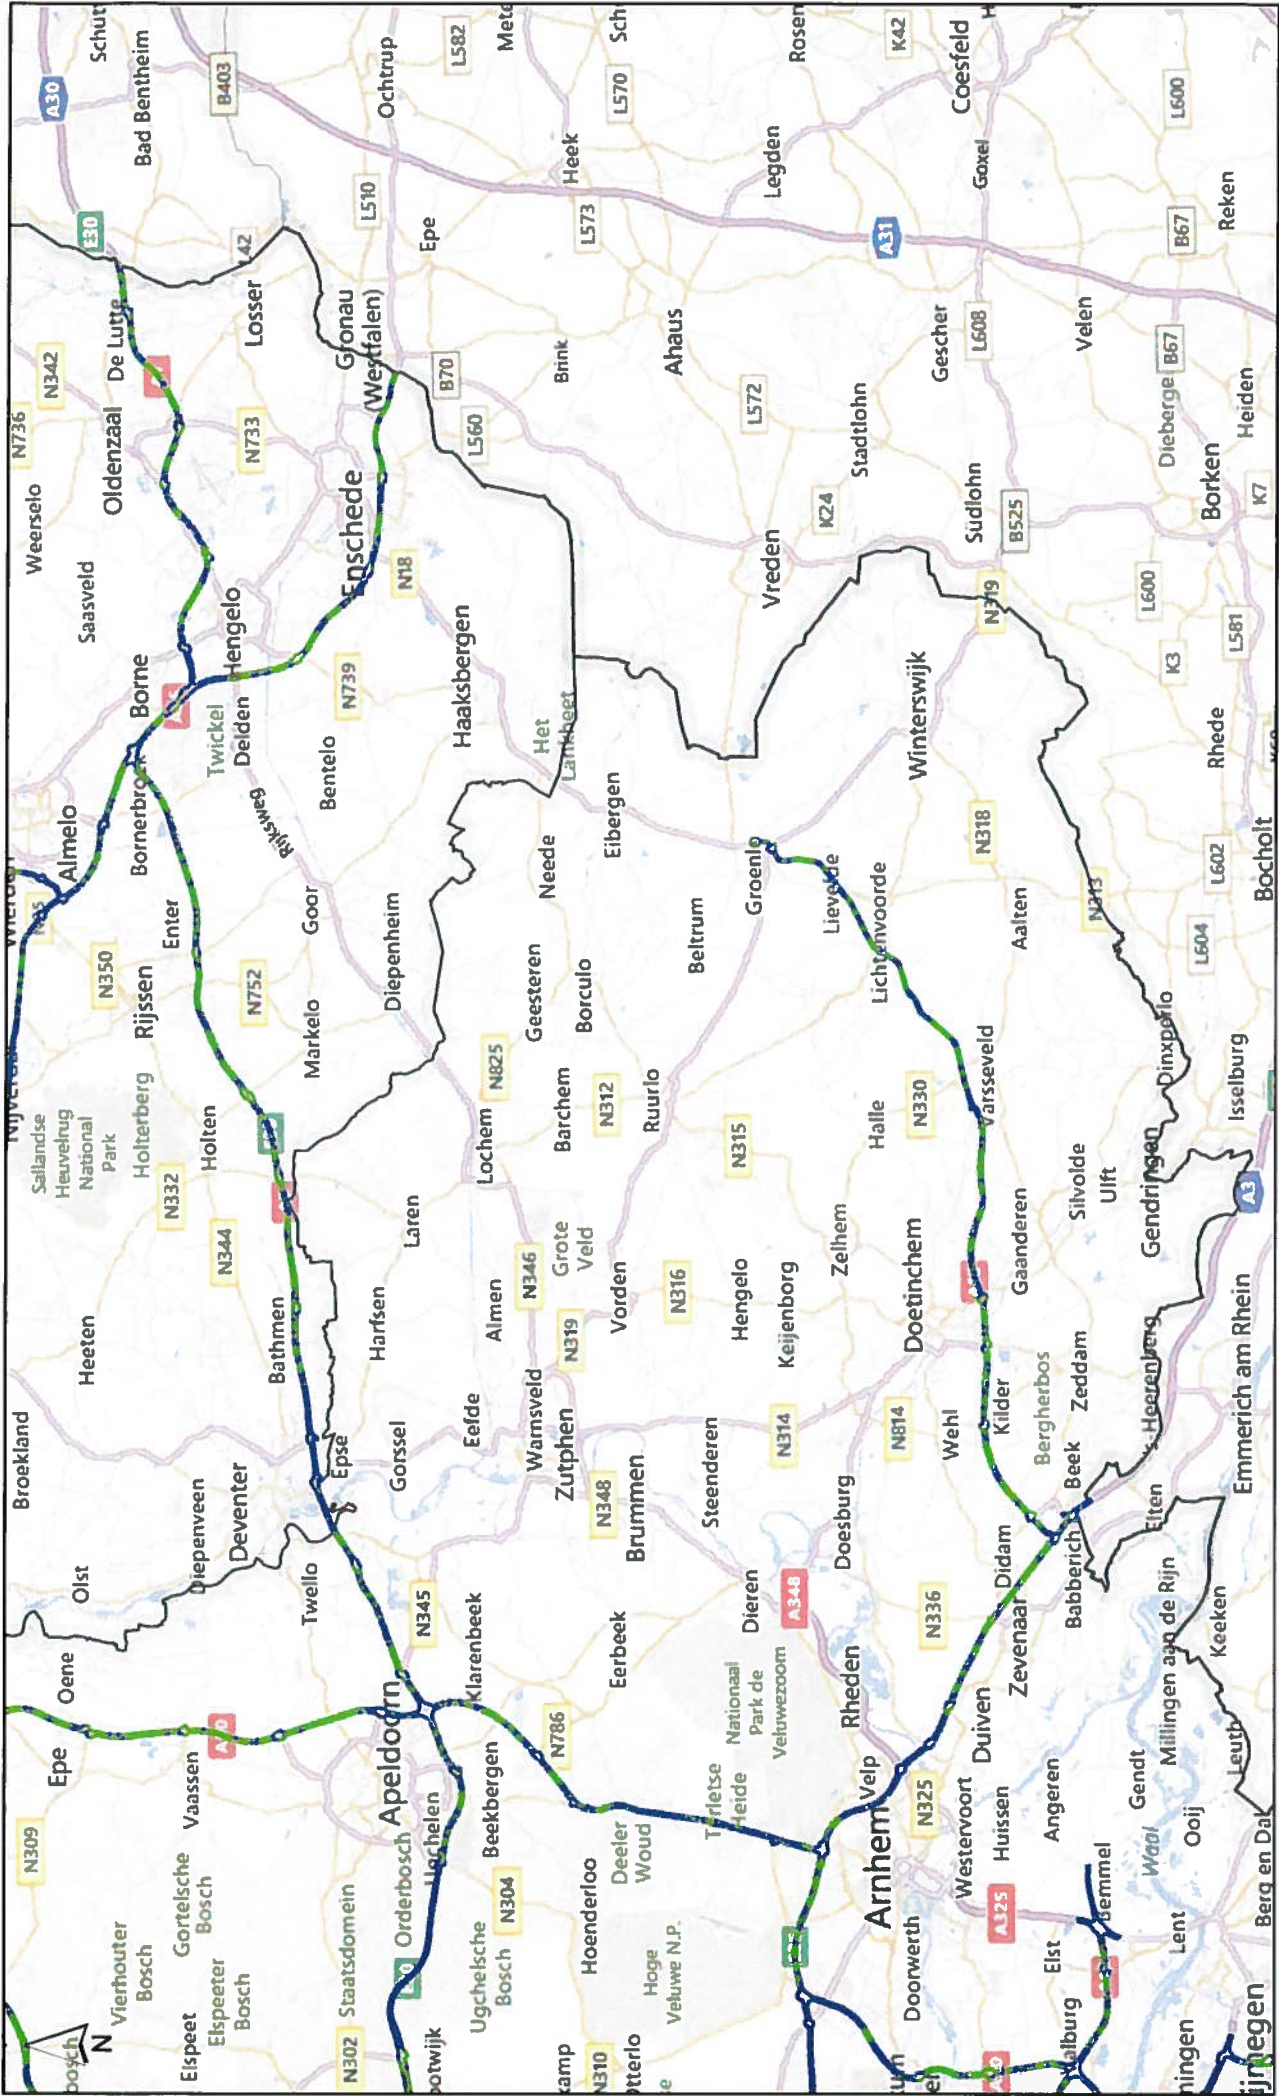 N309
Epe
Oene
Olst
Broekland
Heeten
Sallandse
Heuvelrug
National
Park
N350
Almelo
Saasveld
Weerselo
N736
N342
A30
E30
Schüt
N
Vierhouter
Bosch
Gortelsche
Bosch
Vaassen
Diepenveen
N332
Holterberg
Rijssen
Enter
Bornerbroek
Borne
Oldenzaal
De Lutte
Bad Bentheim
Elspeet
Elspeeter
Bosch
Deventer
N344
Holten
N752
Twickel
Delden
Hengelo
N733
Losser
L42
B403
Staatsdomein
N302
Twello
Epse
Bathmen
Markelo
Goor
Rijksweg
Bentelo
N739
Enschede
Gronau
(Westfalen)
L510
Ochtrup
Orderbosch
Apeldoorn
Ugchelen
N345
Gorssel
Harfsen
Laren
Diepenheim
N18
B70
Epe
L582
Ugchelsche
Bosch
N304
Beekbergen
Klarenbeek
Eefde
Almen
Lochem
N825
Haaksbergen
L560
Hoenderloo
N786
Warnsveld
Zutphen
N346
N319
Grote
Veld
Barchem
Geesteren
Borculo
Neede
Het
Lankheet
Brink
L573
Heek
N310
Otterlo
Deeler
Woud
Eerbeek
N348
Brummen
Vorden
N312
Ruurlo
Eibergen
L570
Hoge
Veluwe N.P.
Terletse
Heide
Nationaal
Park de
Veluwezoom
Dieren
Steenderen
N316
Hengelo
N315
Beltrum
Groenlo
Ahaus
L572
Legden
A348
N314
Keijenborg
Vreden
K24
Rheden
Velp
Doesburg
Zelhem
Halle
Lievelde
Lichtenvoorde
Stadtlohn
A31
K42
Arnhem
Doorwerth
N325
N336
N814
Wehl
Doetinchem
N330
Winterswijk
Südlohn
Gescher
Coesfeld
Westervoort
Duiven
Didam
Kilder
Varsseveld
N318
N319
B525
L608
Goxel
A325
Huissen
Zevenaar
Bergherbos
Gaanderen
Aalten
Elst
Angeren
Babberich
Beek
Zeddam
Silvolde
Ulft
N313
Velen
Bemmel
Gendt
Millingen aan de Rijn
Elten
's-Heerenberg
Gendringen
Dinxperlo
K3
L600
Dieberge
B67
B67
L600
Waal
Lent
Ooij
Keeken
L604
L602
Rhede
L581
Borken
Reken
Leuth
Emmerich am Rhein
A3
Isselburg
Bocholt
K7
Heiden
Berg en Dal